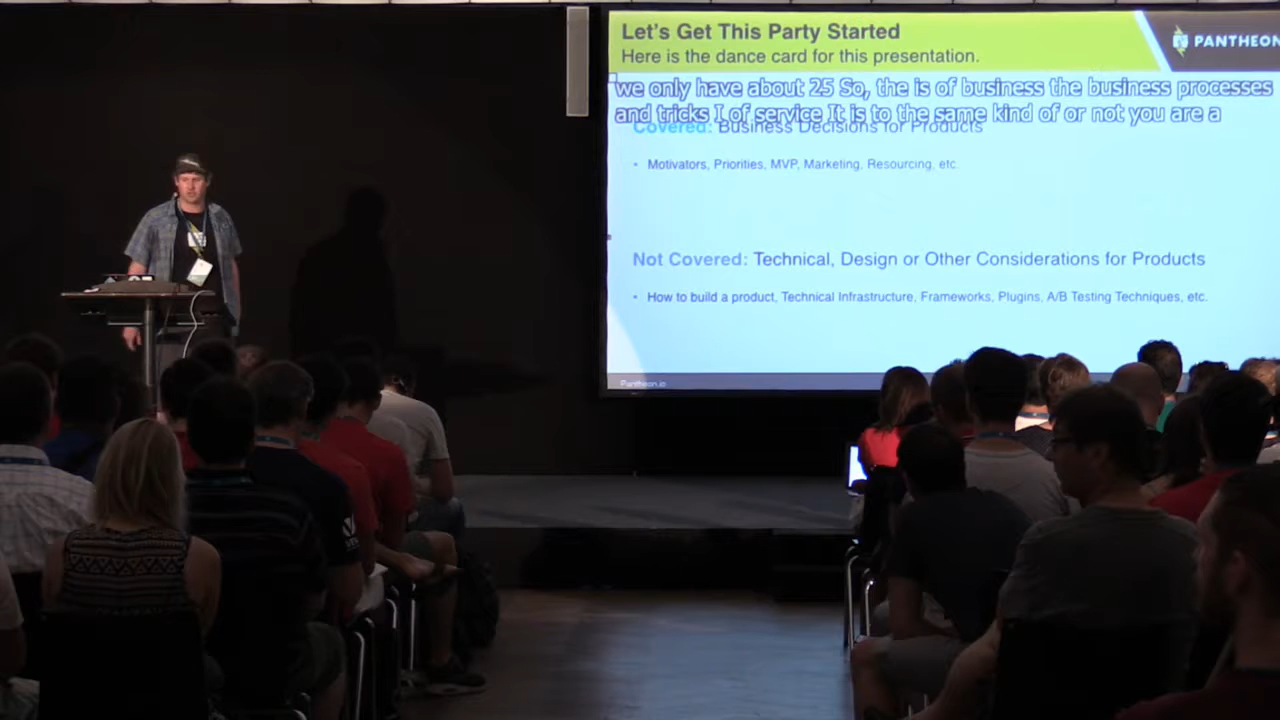 Let's Get This Party Started
Here is the dance card for this presentation.
PANTHEON
we only have about 25 So, the is of business the business processes
and tricks I of service It is to the same kind of or not you are a
Covered: Business Decisions for Products
• Motivators, Priorities, MVP, Marketing, Resourcing, etc.
Not Covered: Technical, Design or Other Considerations for Products
• How to build a product, Technical Infrastructure, Frameworks, Plugins, A/B Testing Techniques, etc.
Pantheon.io